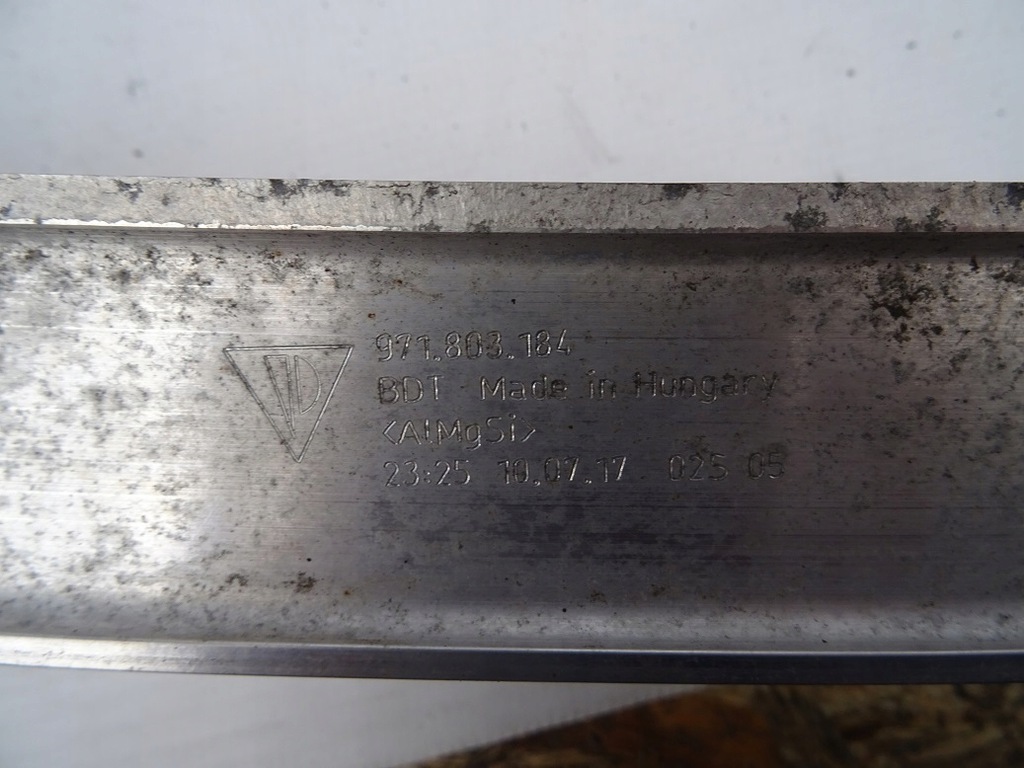 971.803.184
BDT Made in Hungary
<AlMgSi>
23:25 10.07.17 025 05